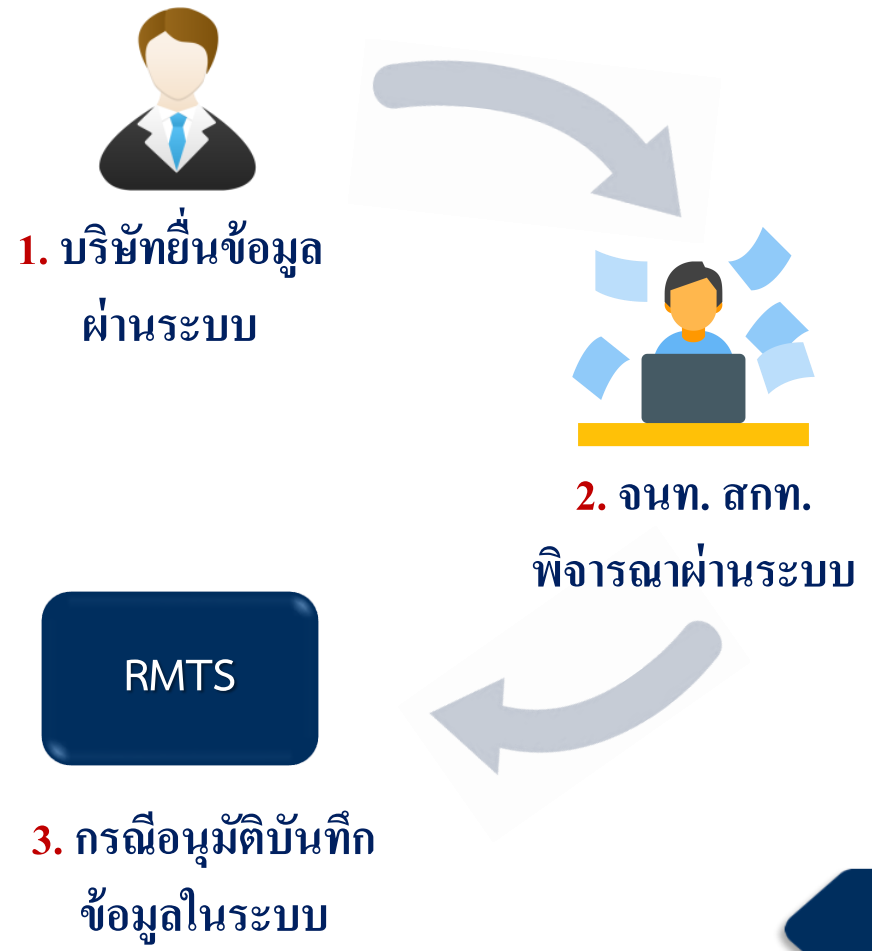 1. บริษัทยื่นข้อมูล
ผ่านระบบ
2. จนท. สกท.
พิจารณาผ่านระบบ
RMTS
3. กรณีอนุมัติบันทึก
ข้อมูลในระบบ